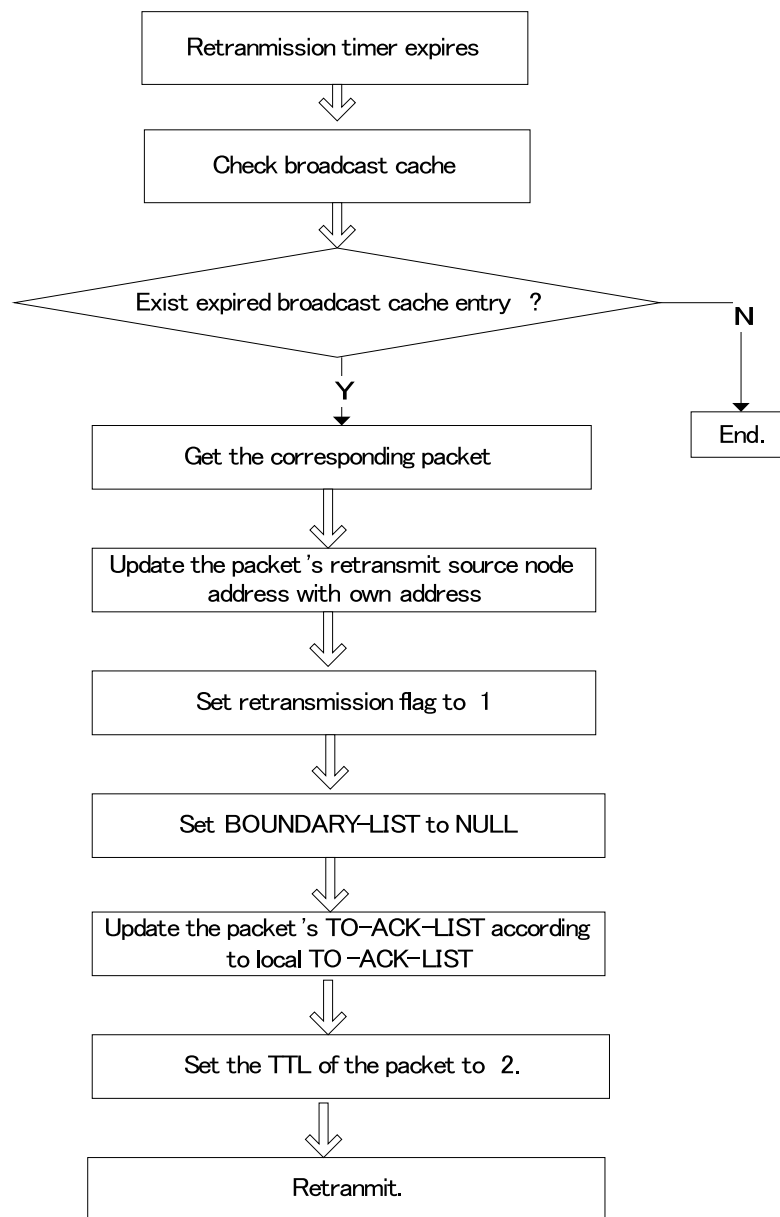 Retranmission timer expires
Check broadcast cache
Exist expired broadcast cache entry ?
N
Y
End.
Get the corresponding packet
Update the packet's retransmit source node
address with own address
Set retransmission flag to 1
Set BOUNDARY-LIST to NULL
Update the packet's TO-ACK-LIST according
to local TO-ACK-LIST
Set the TTL of the packet to 2.
Retranmit.